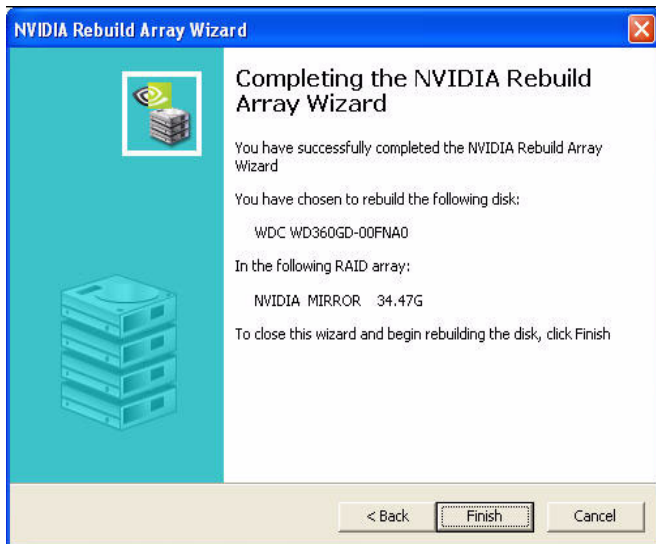 NVIDIA Rebuild Array Wizard
Completing the NVIDIA Rebuild
Array Wizard
You have successfully completed the NVIDIA Rebuild Array
Wizard
You have chosen to rebuild the following disk:
WDC WD360GD-00FNA0
In the following RAID array:
NVIDIA MIRROR 34.47G
To close this wizard and begin rebuilding the disk, click Finish
< Back Finish Cancel